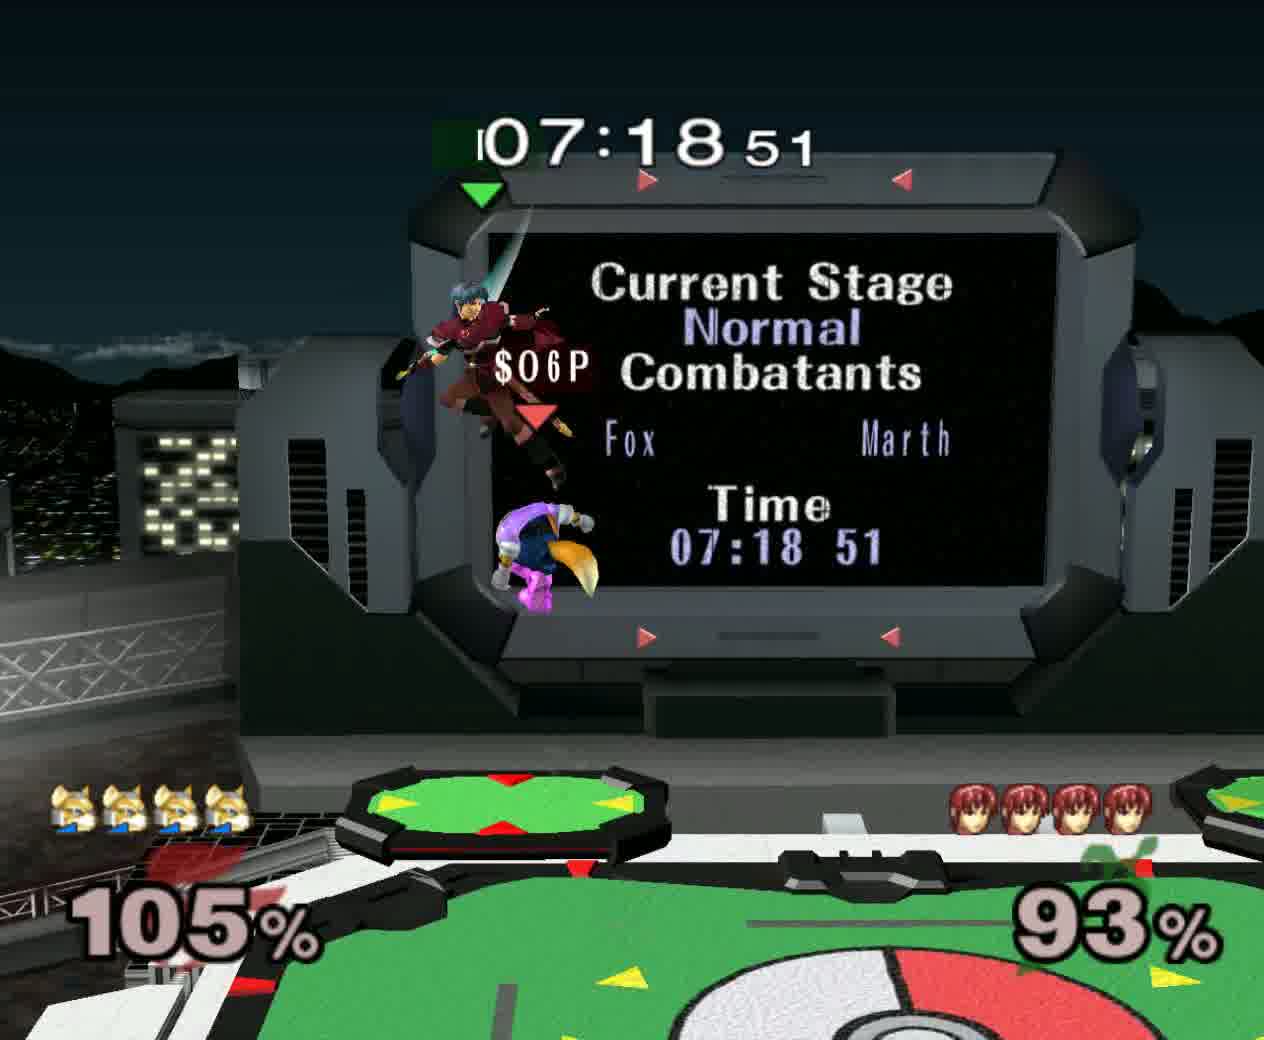 07:18 51
Current Stage
Normal
Combatants
$06P
Fox Marth
Time
07:18 51
105%
93%